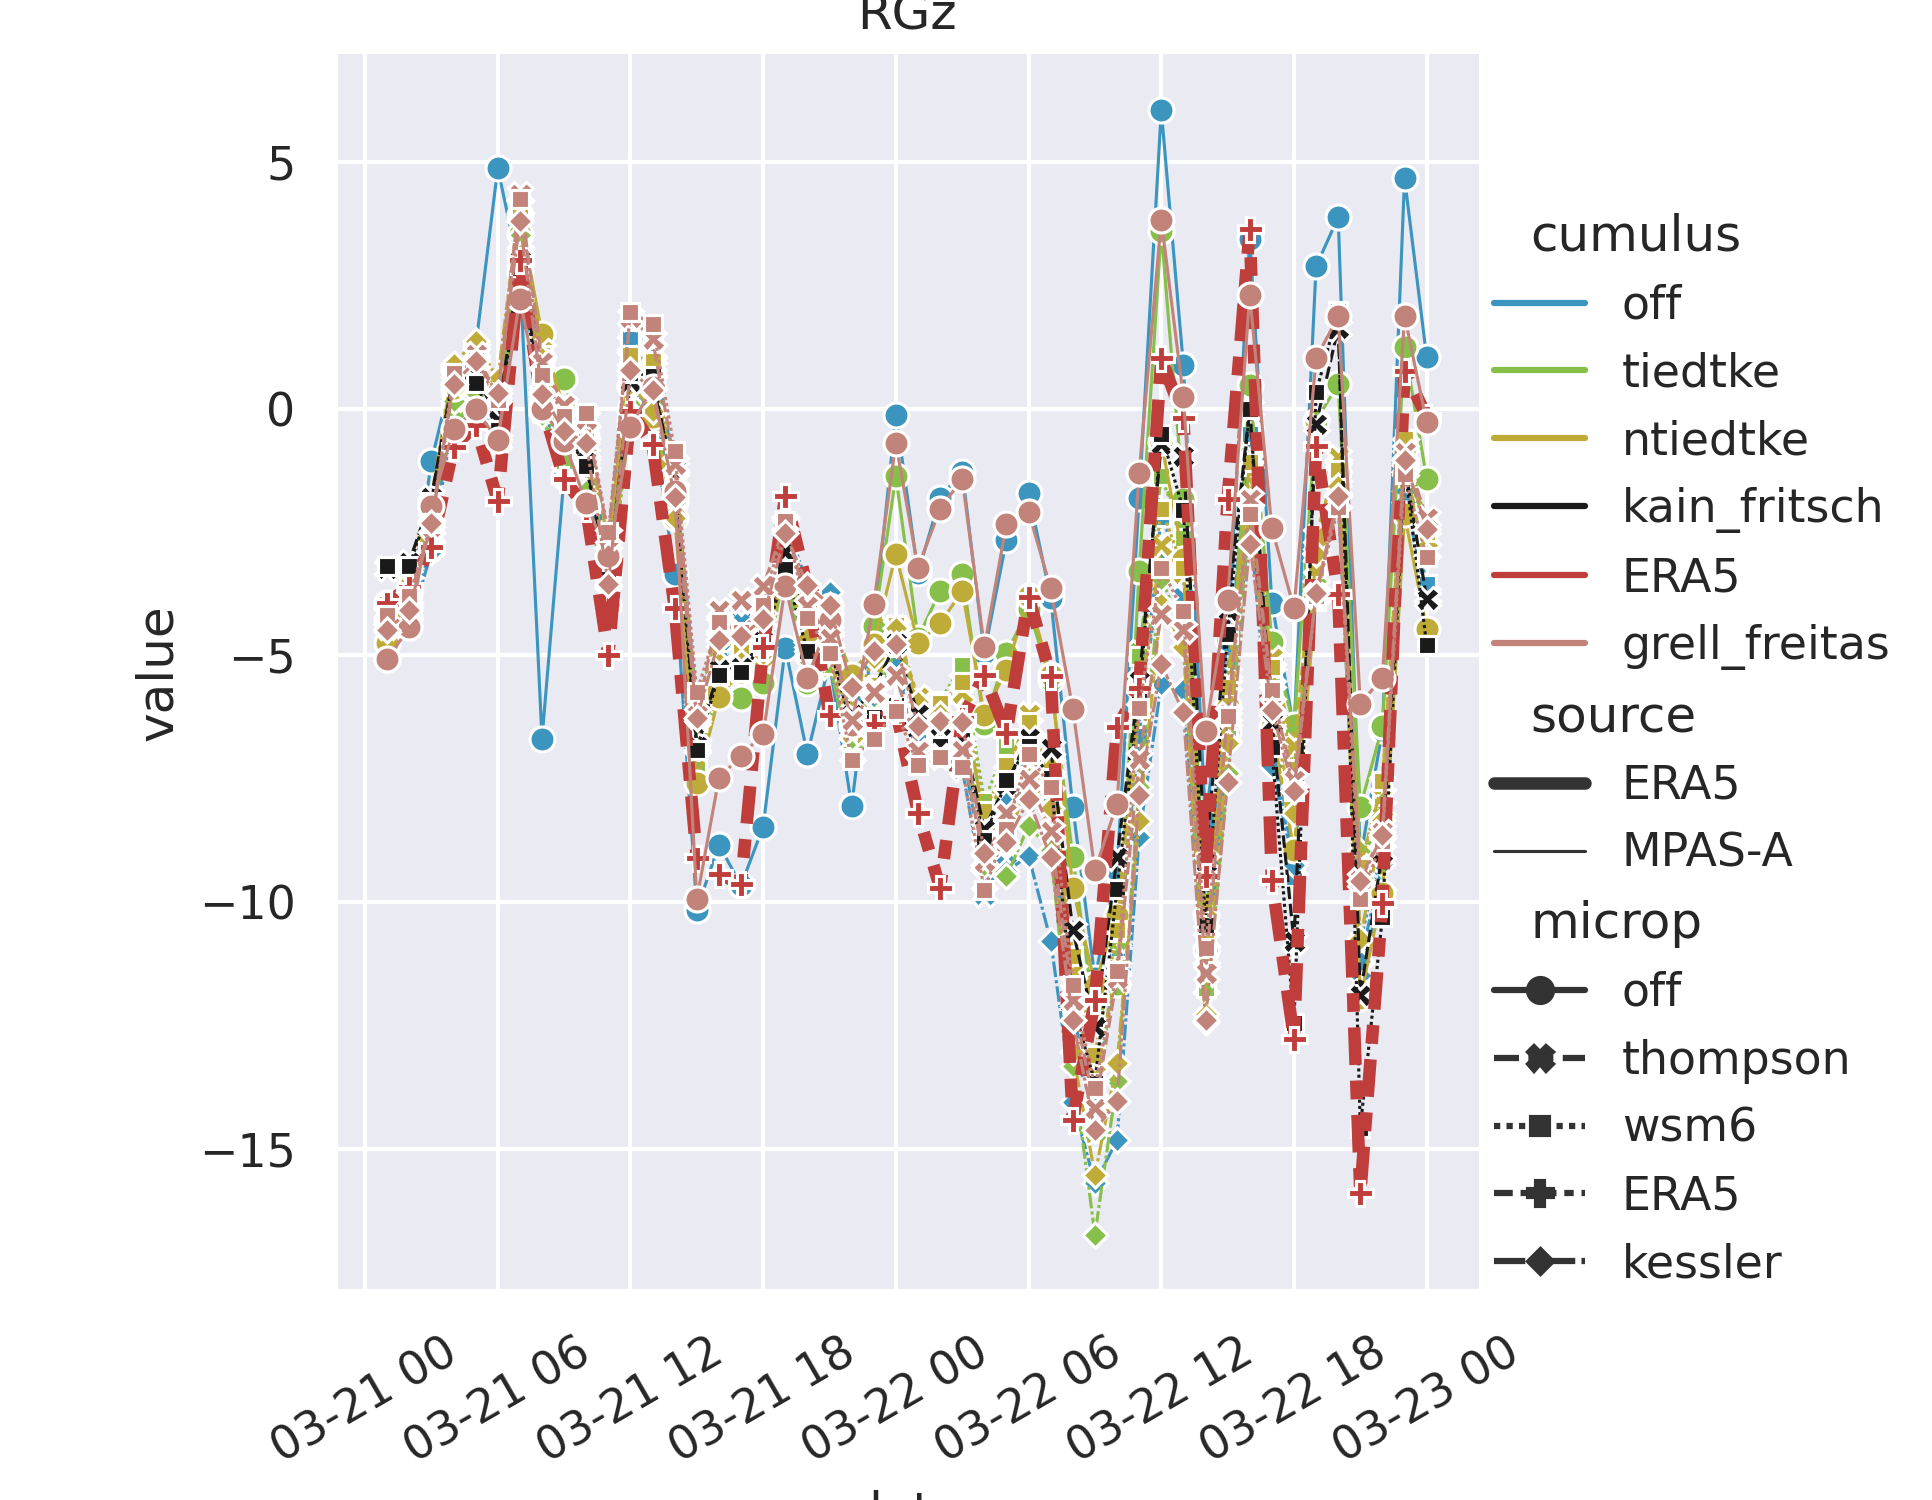 RGz
5
0
−5
−10
−15
value
03-21 00
03-21 06
03-21 12
03-21 18
03-22 00
03-22 06
03-22 12
03-22 18
03-23 00
cumulus
off
tiedtke
ntiedtke
kain_fritsch
ERA5
grell_freitas
source
ERA5
MPAS-A
microp
off
thompson
wsm6
ERA5
kessler